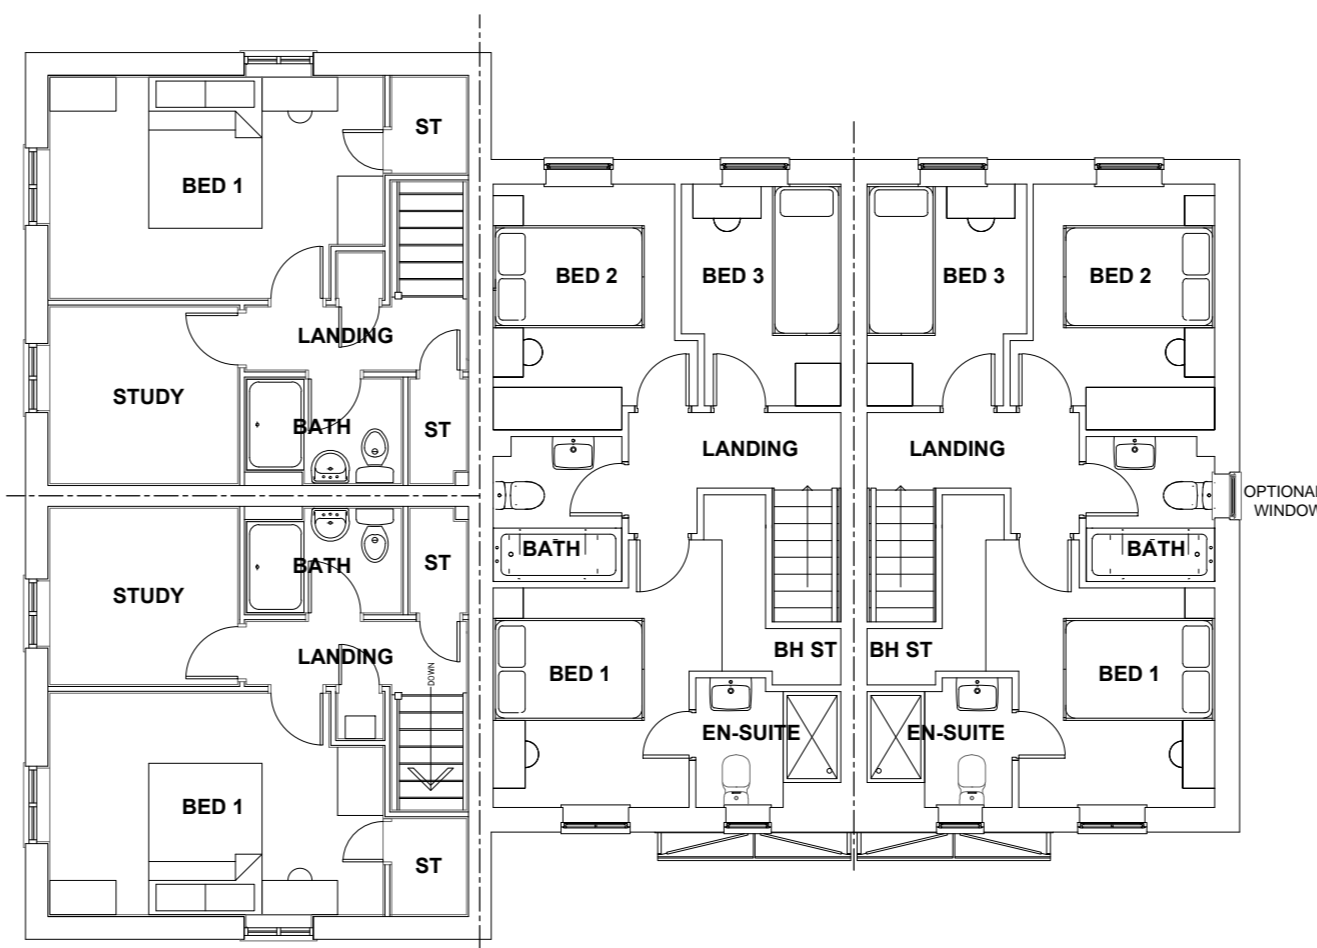 ST
BED 1
BED 2
BED 3
BED 3
BED 2
LANDING
STUDY
BATH
ST
LANDING
LANDING
OPTIONAL
WINDOW
BATH
BATH
BATH
ST
STUDY
LANDING
DOWN
BH ST
BH ST
BED 1
BED 1
EN-SUITE
EN-SUITE
BED 1
ST